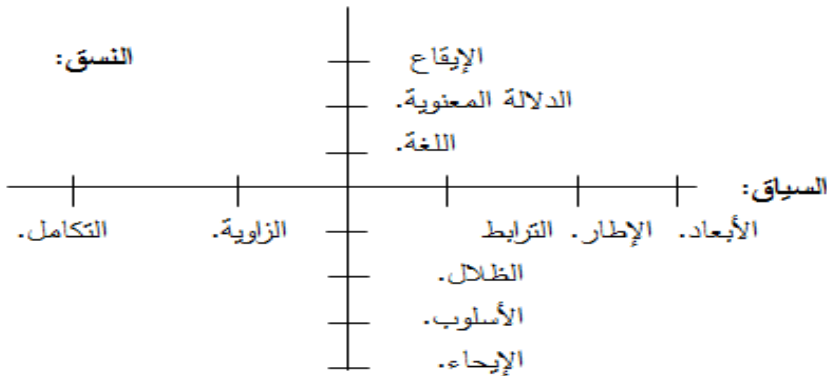 النسق:
الإيقاع
الدلالة المعنوية.
اللغة.
السياق:
الأبعاد. الإطار. الترابط الزاوية. التكامل.
الظلال.
الأسلوب.
الإيحاء.